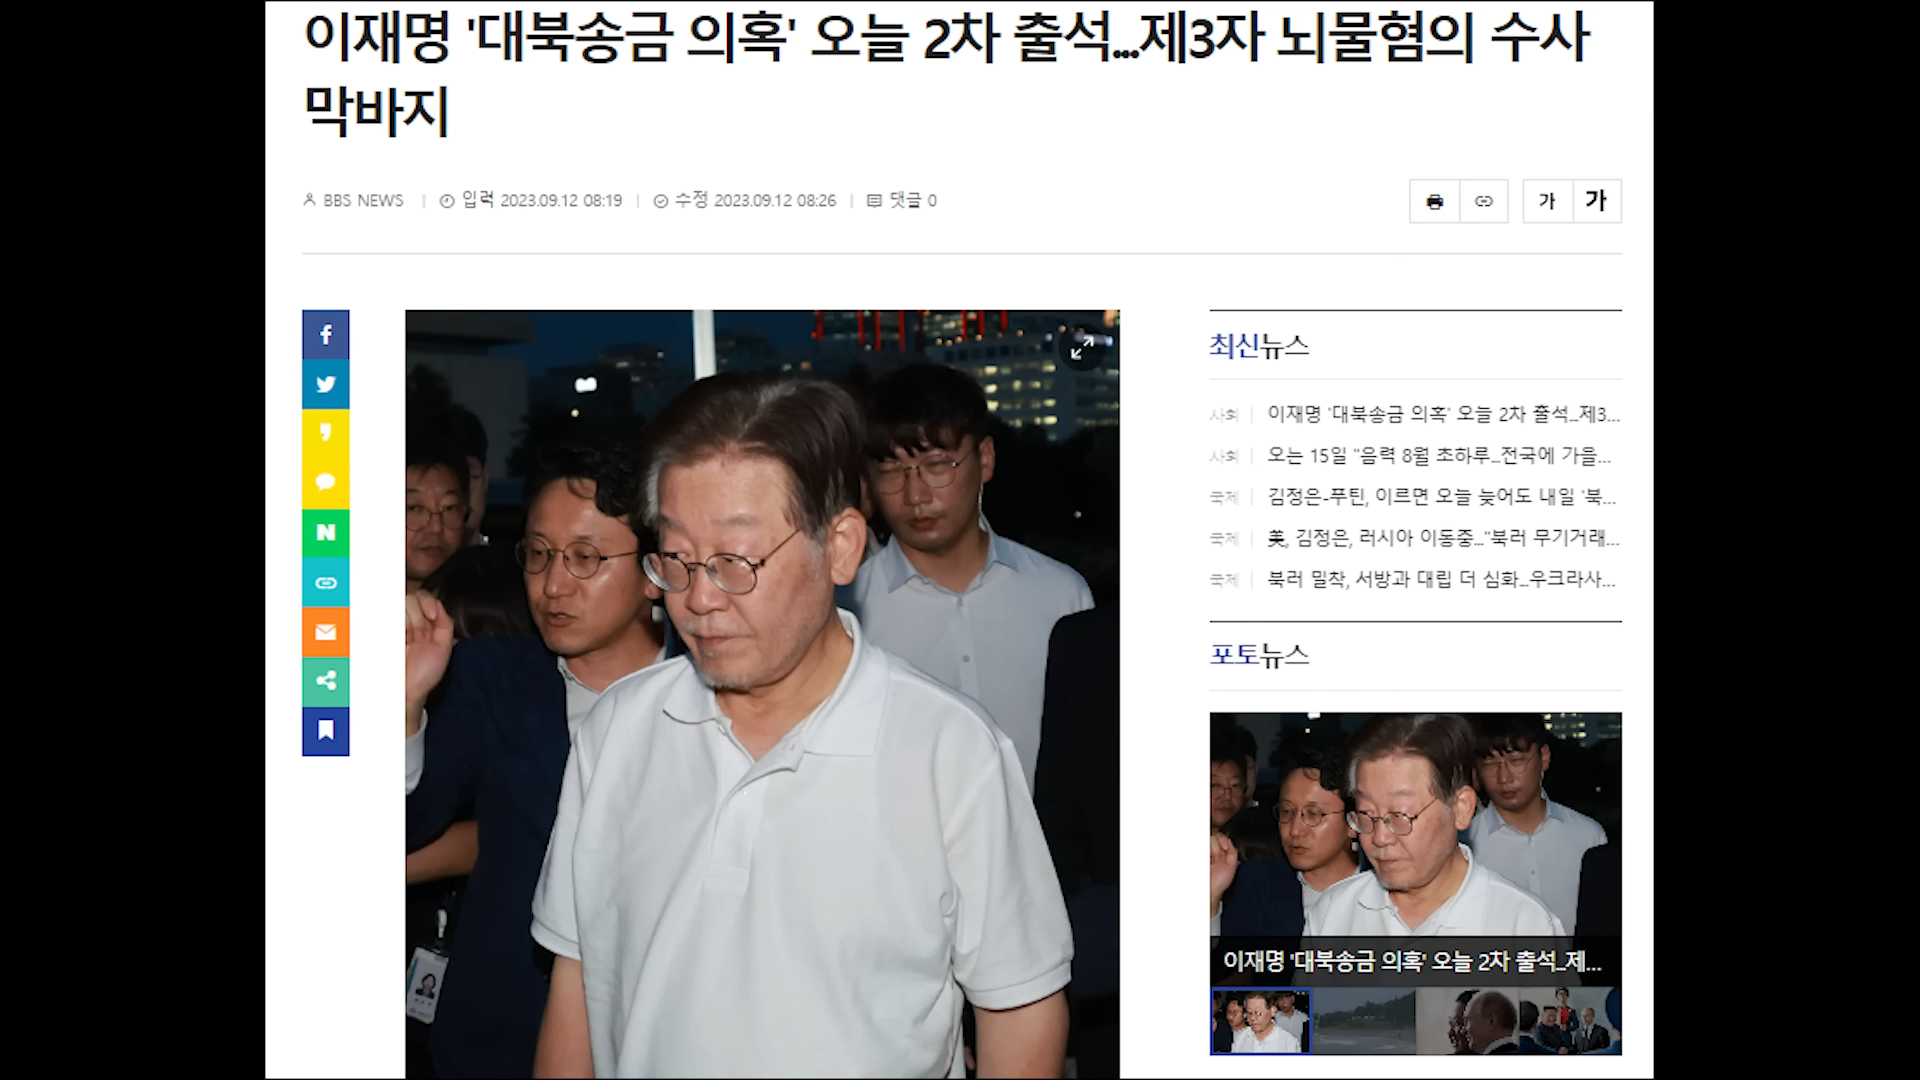 이재명 '대북송금 의혹' 오늘 2차 출석...제3자 뇌물혐의 수사
막바지
BBS NEWS | 입력 2023.09.12 08:19 | 수정 2023.09.12 08:26 | 댓글 0
가 가
f
N
최신뉴스
사회 | 이재명 '대북송금 의혹' 오늘 2차 출석...제3...
사회 | 오는 15일 "음력 8월 초하루...전국에 가을...
국제 | 김정은-푸틴, 이르면 오늘 늦어도 내일 '북...
국제 | 美, 김정은, 러시아 이동중..."북러 무기거래...
국제 | 북러 밀착, 서방과 대립 더 심화...우크라사...
포토뉴스
이재명 '대북송금 의혹' 오늘 2차 출석...제...